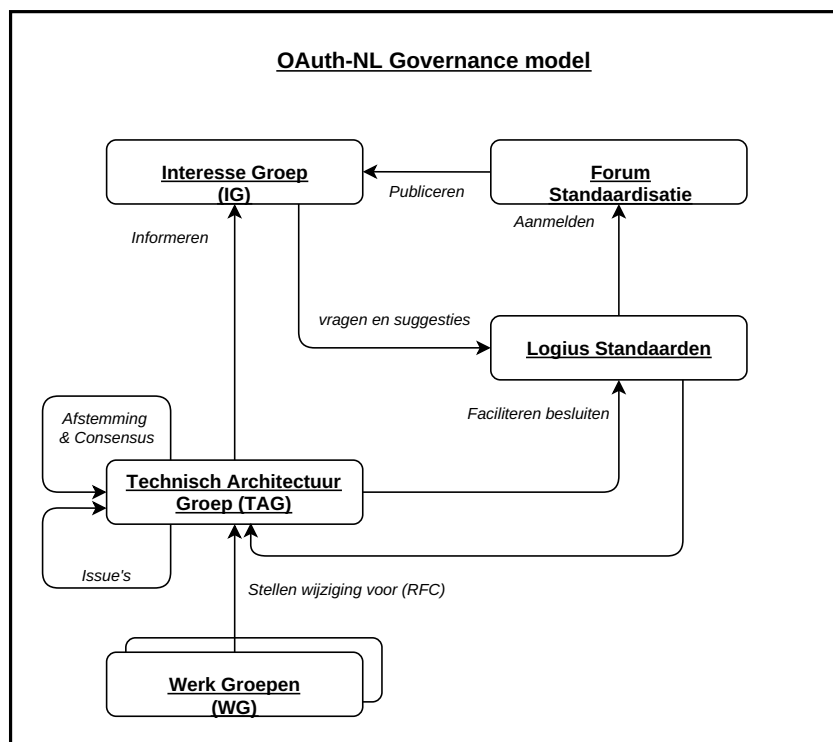 OAuth-NL Governance model
Interesse Groep
(IG)
Forum
Standaardisatie
Publiceren
Informeren
Aanmelden
vragen en suggesties
Logius Standaarden
Afstemming
& Consensus
Faciliteren besluiten
Technisch Architectuur
Groep (TAG)
Issue's
Stellen wijziging voor (RFC)
Werk Groepen
(WG)